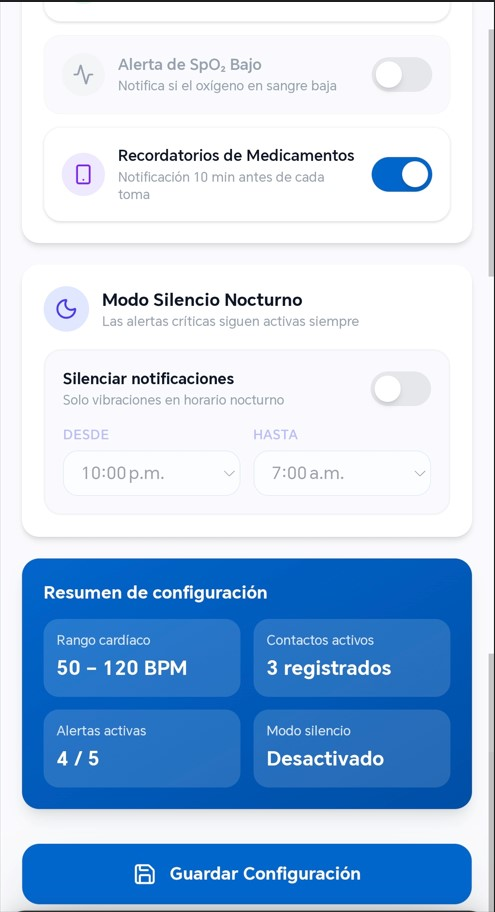 Alerta de SpO₂ Bajo
Notifica si el oxígeno en sangre baja
Recordatorios de Medicamentos
Notificación 10 min antes de cada
toma
Modo Silencio Nocturno
Las alertas críticas siguen activas siempre
Silenciar notificaciones
Solo vibraciones en horario nocturno
DESDE
HASTA
10:00 p.m.
7:00 a.m.
Resumen de configuración
Rango cardíaco
50 – 120 BPM
Contactos activos
3 registrados
Alertas activas
4 / 5
Modo silencio
Desactivado
Guardar Configuración